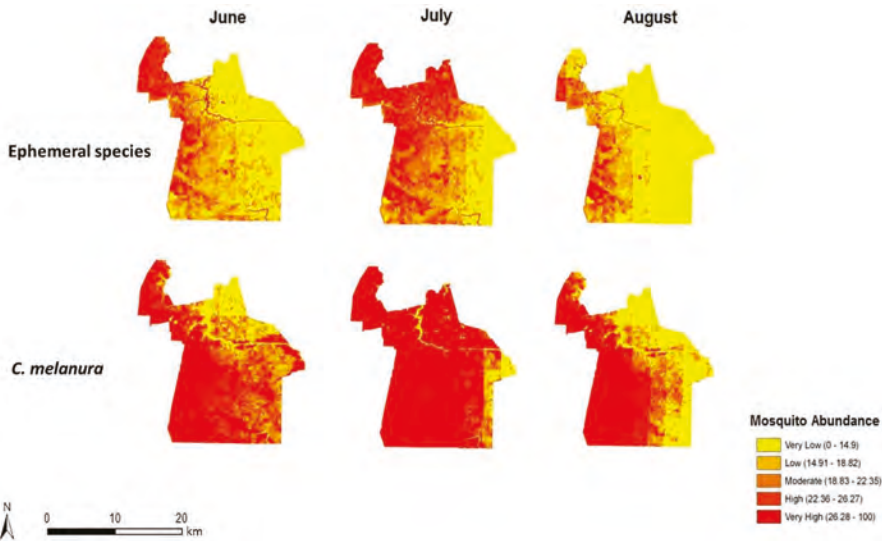 June July August
Ephemeral species
C. melanura
Mosquito Abundance
Very Low (0 - 14.9)
Low (14.91 - 18.82)
Moderate (18.83 - 22.35)
High (22.36 - 26.27)
Very High (26.28 - 100)
N
0 10 20
km